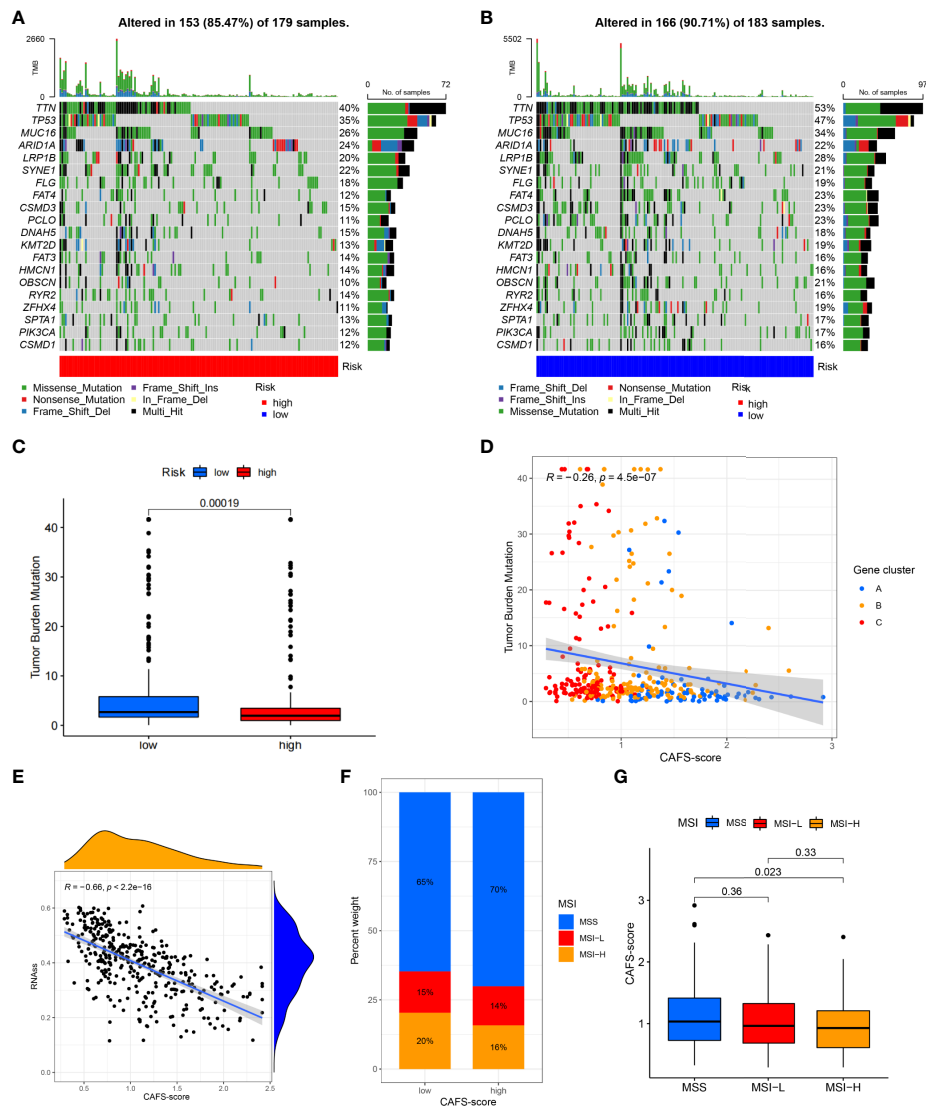 A
Altered in 153 (85.47%) of 179 samples.
2660
TMB
0
0 72
No. of samples
TTN 40%
TP53 35%
MUC16 26%
ARID1A 24%
LRP1B 20%
SYNE1 22%
FLG 18%
FAT4 12%
CSMD3 15%
PCLO 11%
DNAH5 15%
KMT2D 13%
FAT3 14%
HMCN1 14%
OBSCN 10%
RYR2 14%
ZFHX4 11%
SPTA1 13%
PIK3CA 12%
CSMD1 12%
Risk
Missense_Mutation Frame_Shift_Ins Risk
Nonsense_Mutation In_Frame_Del high
Frame_Shift_Del Multi_Hit low
B
Altered in 166 (90.71%) of 183 samples.
5502
TMB
0
0 97
No. of samples
TTN 53%
TP53 47%
MUC16 34%
ARID1A 22%
LRP1B 28%
SYNE1 21%
FLG 19%
FAT4 23%
CSMD3 23%
PCLO 23%
DNAH5 18%
KMT2D 19%
FAT3 16%
HMCN1 16%
OBSCN 21%
RYR2 16%
ZFHX4 19%
SPTA1 17%
PIK3CA 17%
CSMD1 16%
Risk
Frame_Shift_Del Nonsense_Mutation Risk
Frame_Shift_Ins In_Frame_Del high
Missense_Mutation Multi_Hit low
C
Risk low high
0.00019
Tumor Burden Mutation
40
30
20
10
0
low high
D
R = −0.26, p = 4.5e−07
Tumor Burden Mutation
40
30
20
10
0
1 2 3
CAFS-score
Gene cluster
A
B
C
E
R = −0.66, p < 2.2e−16
RNAss
0.6
0.4
0.2
0.0
0.5 1.0 1.5 2.0 2.5
CAFS-score
F
Percent weight
100
75
50
25
0
65% 70%
15% 14%
20% 16%
low high
CAFS-score
MSI
MSS
MSI−L
MSI−H
G
MSI MSS MSI−L MSI−H
0.33
0.023
0.36
CAFS-score
3
2
1
MSS MSI−L MSI−H